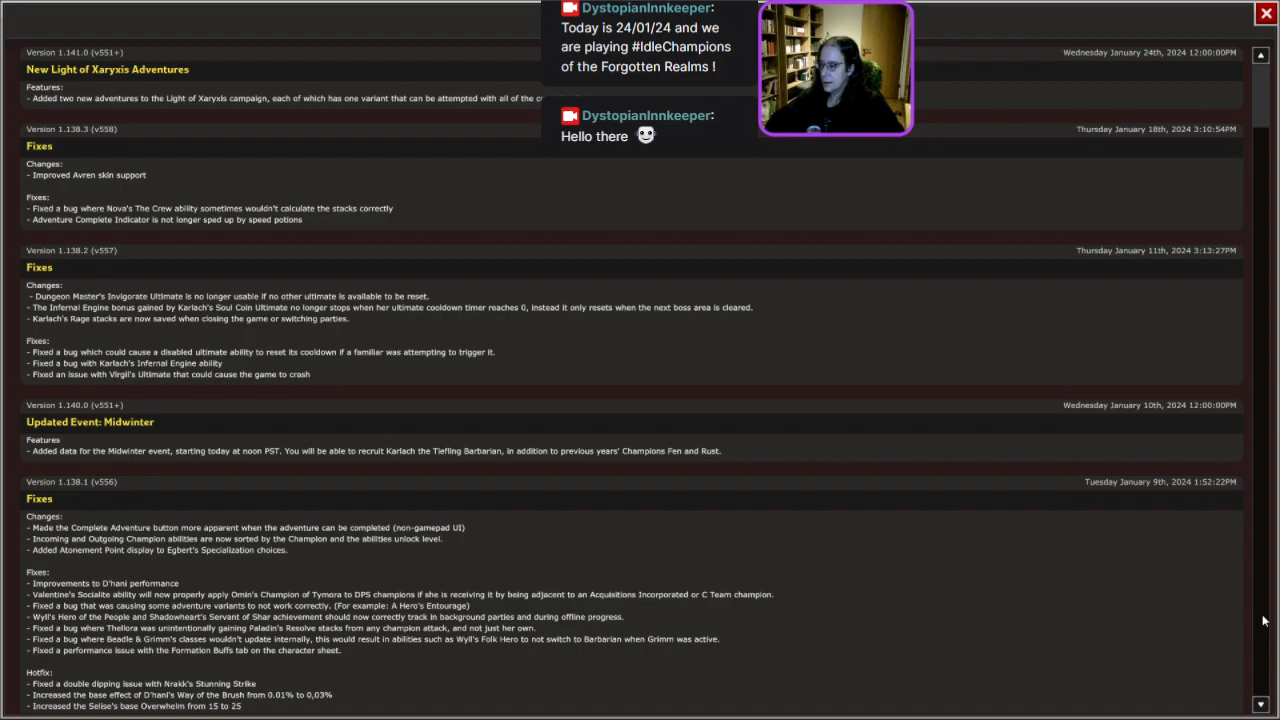 DystopianInnkeeper:
Today is 24/01/24 and we
are playing #IdleChampions
of the Forgotten Realms !
DystopianInnkeeper:
Hello there
Version 1.141.0 (v551+)
Wednesday January 24th, 2024 12:00:00PM
New Light of Xaryxis Adventures
Features:
- Added two new adventures to the Light of Xaryxis campaign, each of which has one variant that can be attempted with all of the cu
Version 1.138.3 (v558)
Thursday January 18th, 2024 3:10:54PM
Fixes
Changes:
- Improved Avren skin support
Fixes:
- Fixed a bug where Nova's The Crew ability sometimes wouldn't calculate the stacks correctly
- Adventure Complete Indicator is not longer sped up by speed potions
Version 1.138.2 (v557)
Thursday January 11th, 2024 3:13:27PM
Fixes
Changes:
- Dungeon Master's Invigorate Ultimate is no longer usable if no other ultimate is available to be reset.
- The Infernal Engine bonus gained by Karlach's Soul Coin Ultimate no longer stops when her ultimate cooldown timer reaches 0, instead it only resets when the next boss area is cleared.
- Karlach's Rage stacks are now saved when closing the game or switching parties.
Fixes:
- Fixed a bug which could cause a disabled ultimate ability to reset its cooldown if a familiar was attempting to trigger it.
- Fixed a bug with Karlach's Infernal Engine ability
- Fixed an issue with Virgil's Ultimate that could cause the game to crash
Version 1.140.0 (v551+)
Wednesday January 10th, 2024 12:00:00PM
Updated Event: Midwinter
Features
- Added data for the Midwinter event, starting today at noon PST. You will be able to recruit Karlach the Tiefling Barbarian, in addition to previous years' Champions Fen and Rust.
Version 1.138.1 (v556)
Tuesday January 9th, 2024 1:52:22PM
Fixes
Changes:
- Made the Complete Adventure button more apparent when the adventure can be completed (non-gamepad UI)
- Incoming and Outgoing Champion abilities are now sorted by the Champion and the abilities unlock level.
- Added Atonement Point display to Egbert's Specialization choices.
Fixes:
- Improvements to D'hani performance
- Valentine's Socialite ability will now properly apply Omin's Champion of Tymora to DPS champions if she is receiving it by being adjacent to an Acquisitions Incorporated or C Team champion.
- Fixed a bug that was causing some adventure variants to not work correctly. (For example: A Hero's Entourage)
- Wyll's Hero of the People and Shadowheart's Servant of Shar achievement should now correctly track in background parties and during offline progress.
- Fixed a bug where Thellora was unintentionally gaining Paladin's Resolve stacks from any champion attack, and not just her own.
- Fixed a bug where Beadle & Grimm's classes wouldn't update internally, this would result in abilities such as Wyll's Folk Hero to not switch to Barbarian when Grimm was active.
- Fixed a performance issue with the Formation Buffs tab on the character sheet.
Hotfix:
- Fixed a double dipping issue with Nrakk's Stunning Strike
- Increased the base effect of D'hani's Way of the Brush from 0.01% to 0,03%
- Increased the Selise's base Overwhelm from 15 to 25